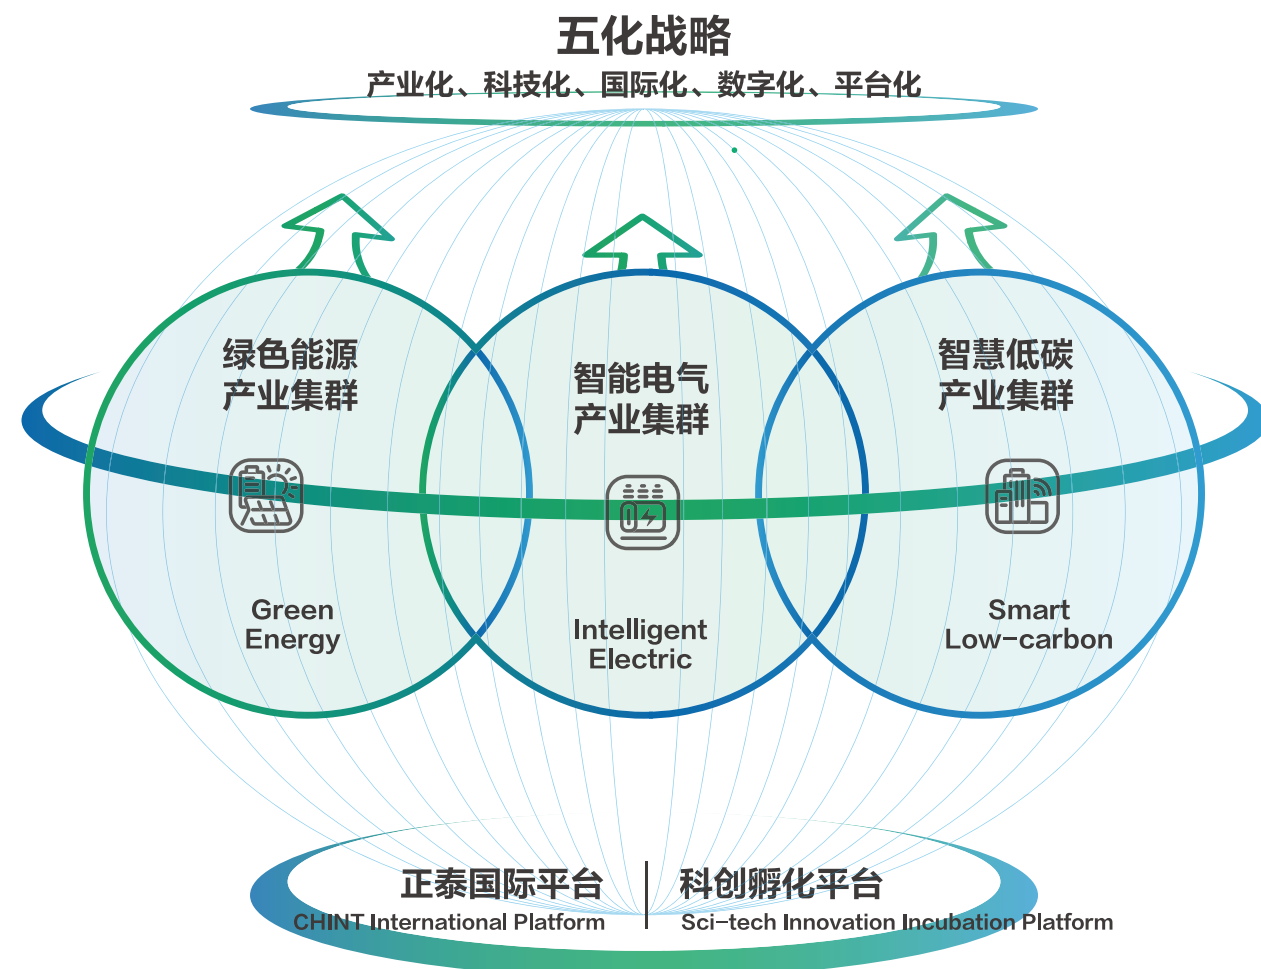 五化战略
产业化、科技化、国际化、数字化、平台化
绿色能源
产业集群
Green
Energy
智能电气
产业集群
Intelligent
Electric
智慧低碳
产业集群
Smart
Low-carbon
正泰国际平台
CHINT International Platform
科创孵化平台
Sci-tech Innovation Incubation Platform